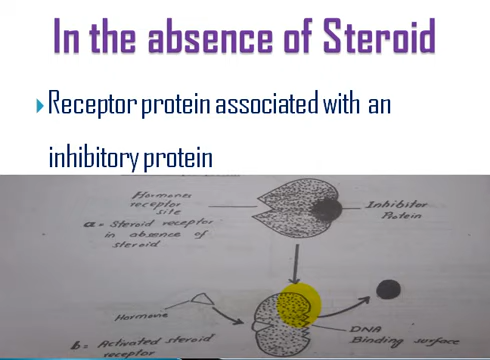 In the absence of Steroid
Receptor protein associated with an
inhibitory protein
Hormones
receptor
site
Inhibitor
Protein
a = Steroid receptor
in absence of
steroid
Hormone
DNA
Binding surface
b = Activated steroid
receptor